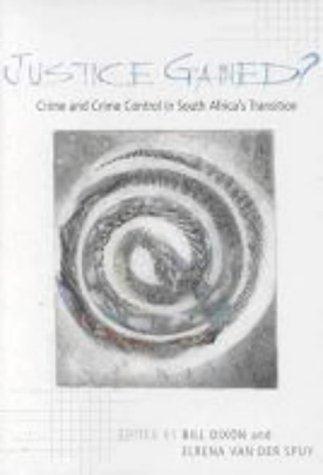 JUSTICE GAINED?
Crime and Crime Control in South Africa's Transition
EDITED BY BILL DIXON and
ELRENA VAN DER SPUY